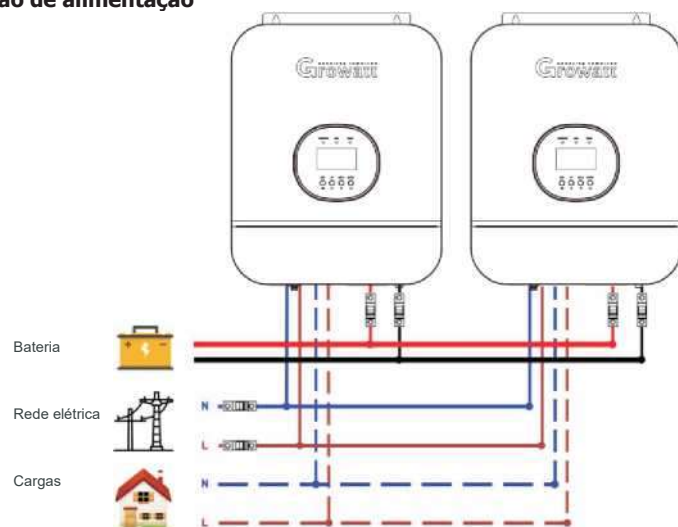 ão de alimentação
Growatt
Growatt
Bateria
Rede elétrica
N
L
Cargas
N
L